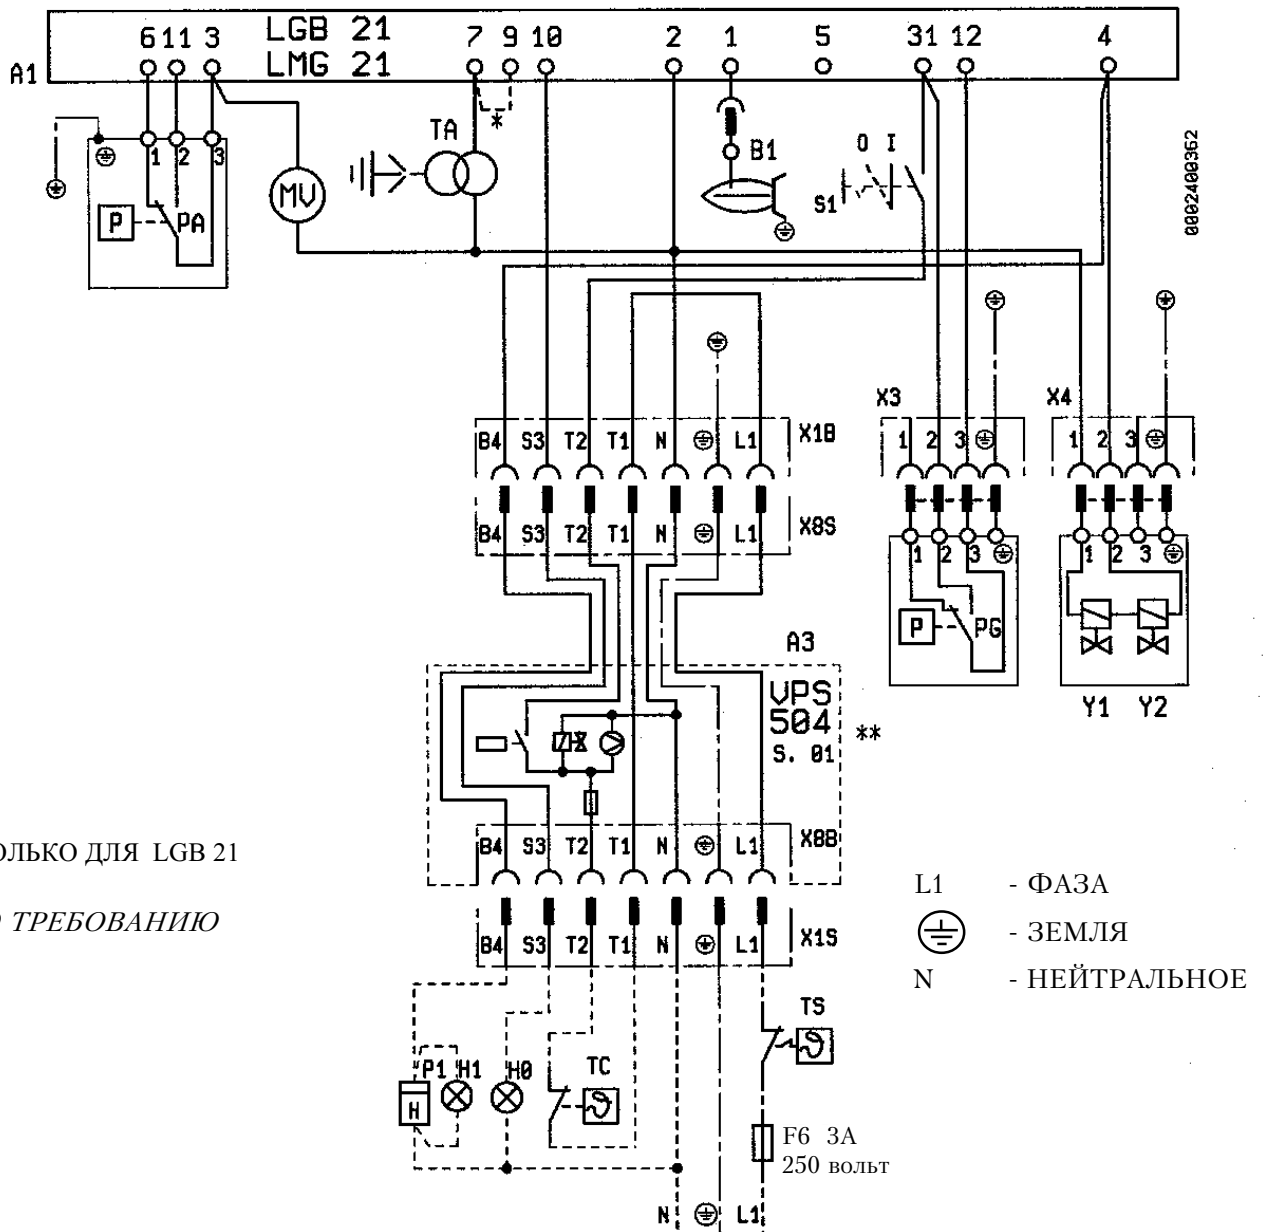 LGB 21
LMG 21
6 11 3 7 9 10 2 1 5 31 12 4
A1
TA
*
B1
0 I
S1
0002400362
1 2 3
P
PA
MV
X3
X4
B4 S3 T2 T1 N L1
X1B
1 2 3
1 2 3
B4 S3 T2 T1 N L1
X8S
1 2 3
1 2 3
P
PG
A3
VPS
504
S. 01
**
Y1 Y2
B4 S3 T2 T1 N L1
X8B
ОЛЬКО ДЛЯ LGB 21
L1 - ФАЗА
ТРЕБОВАНИЮ
- ЗЕМЛЯ
B4 S3 T2 T1 N L1
X1S
N - НЕЙТРАЛЬНОЕ
TS
P1 H1 H0 TC
H
F6 3A
250 вольт
N L1